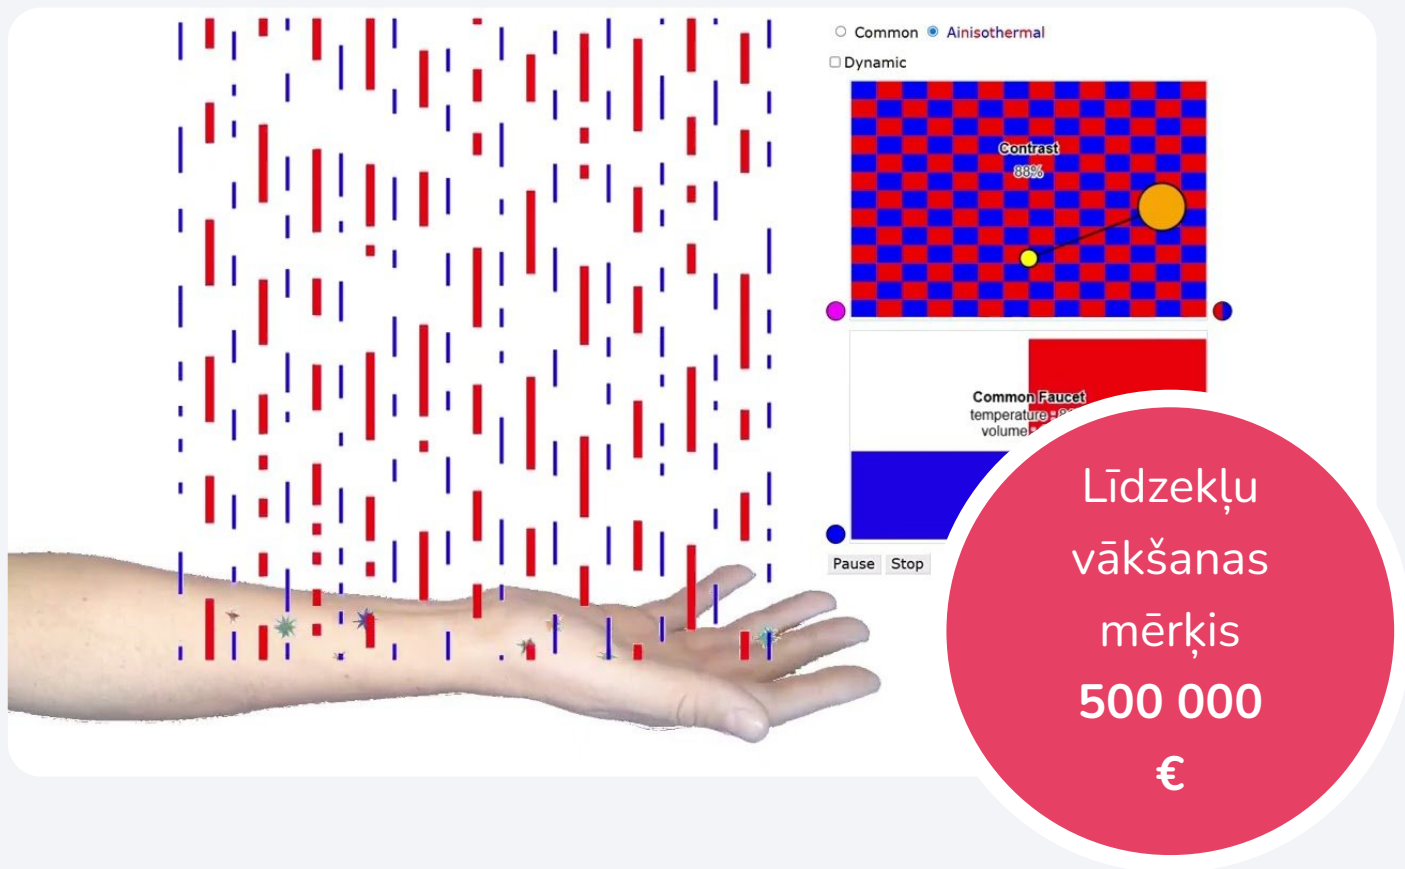 Common Ainisothermal
Dynamic
Contrast
88%
Common Faucet
temperature
volume
Pause Stop
Līdzekļu
vākšanas
mērķis
500 000
€